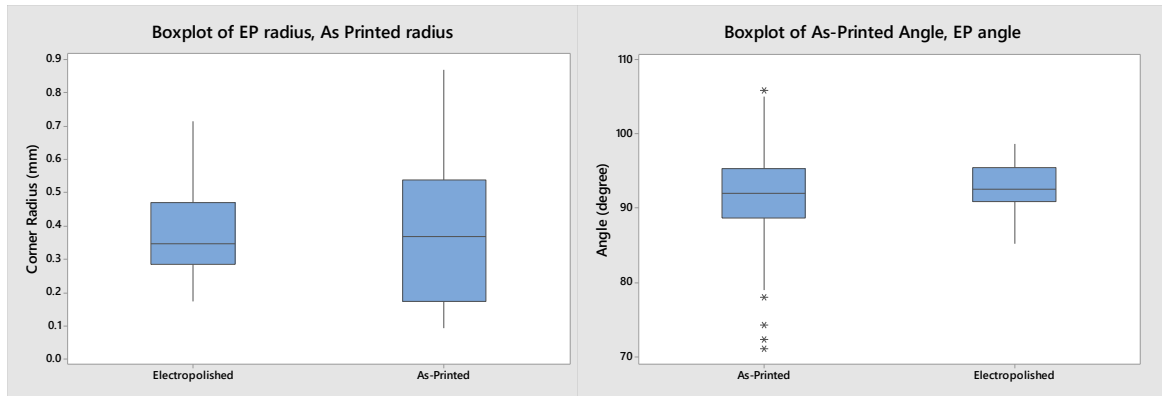 Boxplot of EP radius, As Printed radius
0.9
0.8
0.7
0.6
0.5
0.4
0.3
0.2
0.1
0.0
Corner Radius (mm)
Electropolished
As-Printed
Boxplot of As-Printed Angle, EP angle
110
100
90
80
70
Angle (degree)
As-Printed
Electropolished